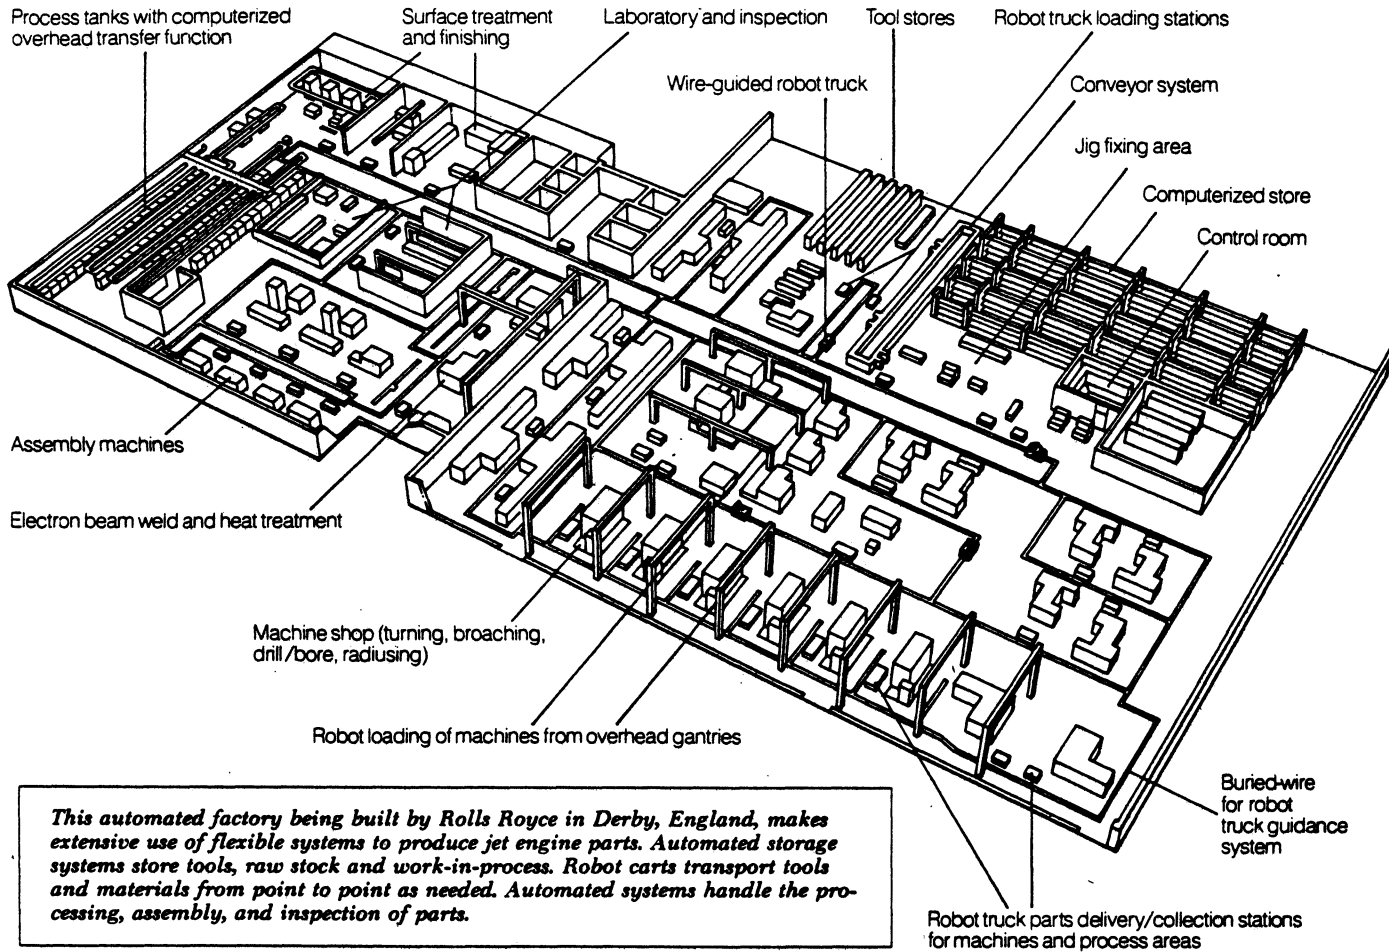 Process tanks with computerized
overhead transfer function
Surface treatment
and finishing
Laboratory and inspection
Tool stores
Robot truck loading stations
Wire-guided robot truck
Conveyor system
Jig fixing area
Computerized store
Control room
Assembly machines
Electron beam weld and heat treatment
Machine shop (turning, broaching,
drill/bore, radiusing)
Robot loading of machines from overhead gantries
Buried-wire
for robot
truck guidance
system
This automated factory being built by Rolls Royce in Derby, England, makes
extensive use of flexible systems to produce jet engine parts. Automated storage
systems store tools, raw stock and work-in-process. Robot carts transport tools
and materials from point to point as needed. Automated systems handle the pro-
cessing, assembly, and inspection of parts.
Robot truck parts delivery/collection stations
for machines and process areas